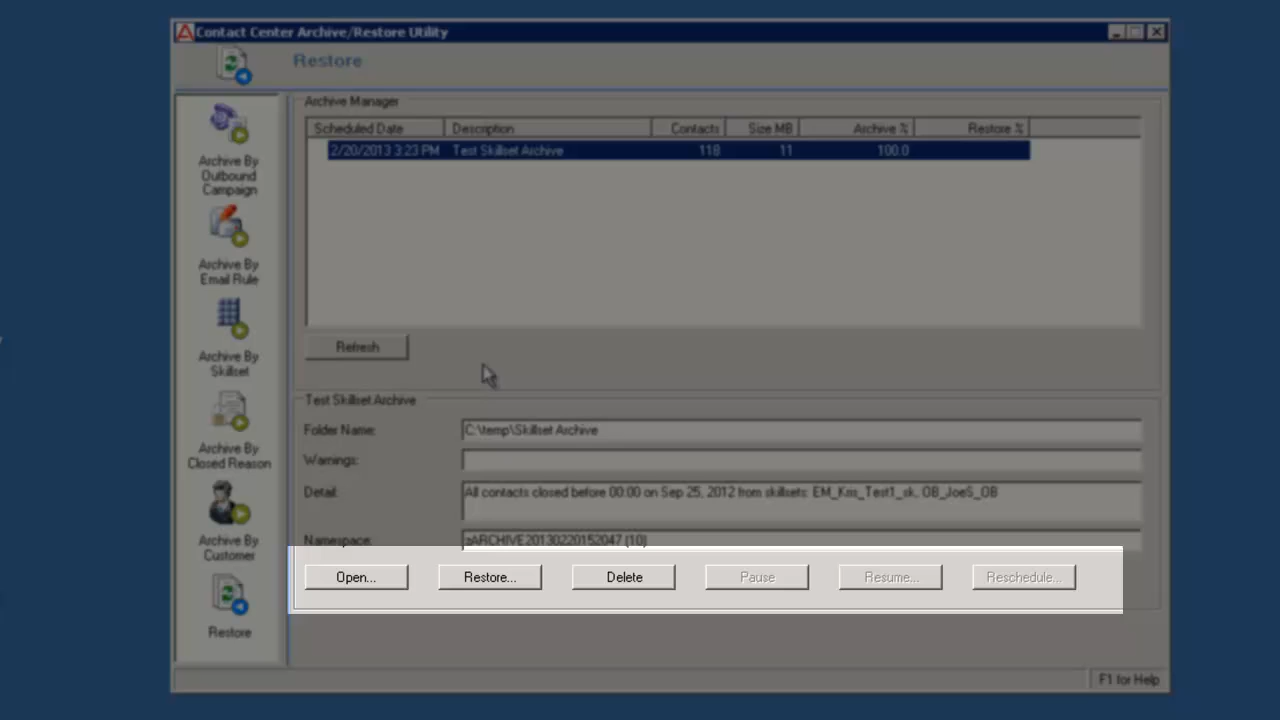 Contact Center Archive/Restore Utility
Restore
Archive Manager
Scheduled Date Description Contacts Size MB Archive % Restore %
2/20/2013 3:23 PM Test Skillset Archive 118 11 100.0
Archive By
Outbound
Campaign
Archive By
Email Rule
Archive By
Skillset
Archive By
Closed Reason
Archive By
Customer
Restore
Refresh
Test Skillset Archive
Folder Name: C:\temp\Skillset Archive
Warnings:
Detail: All contacts closed before 00:00 on Sep 25, 2012 from skillsets: EM_Kris_Test1_sk, OB_JoeS_OB
Namespace: zARCHIVE20130220152047 (10)
Open... Restore... Delete Pause Resume... Reschedule...
F1 for Help